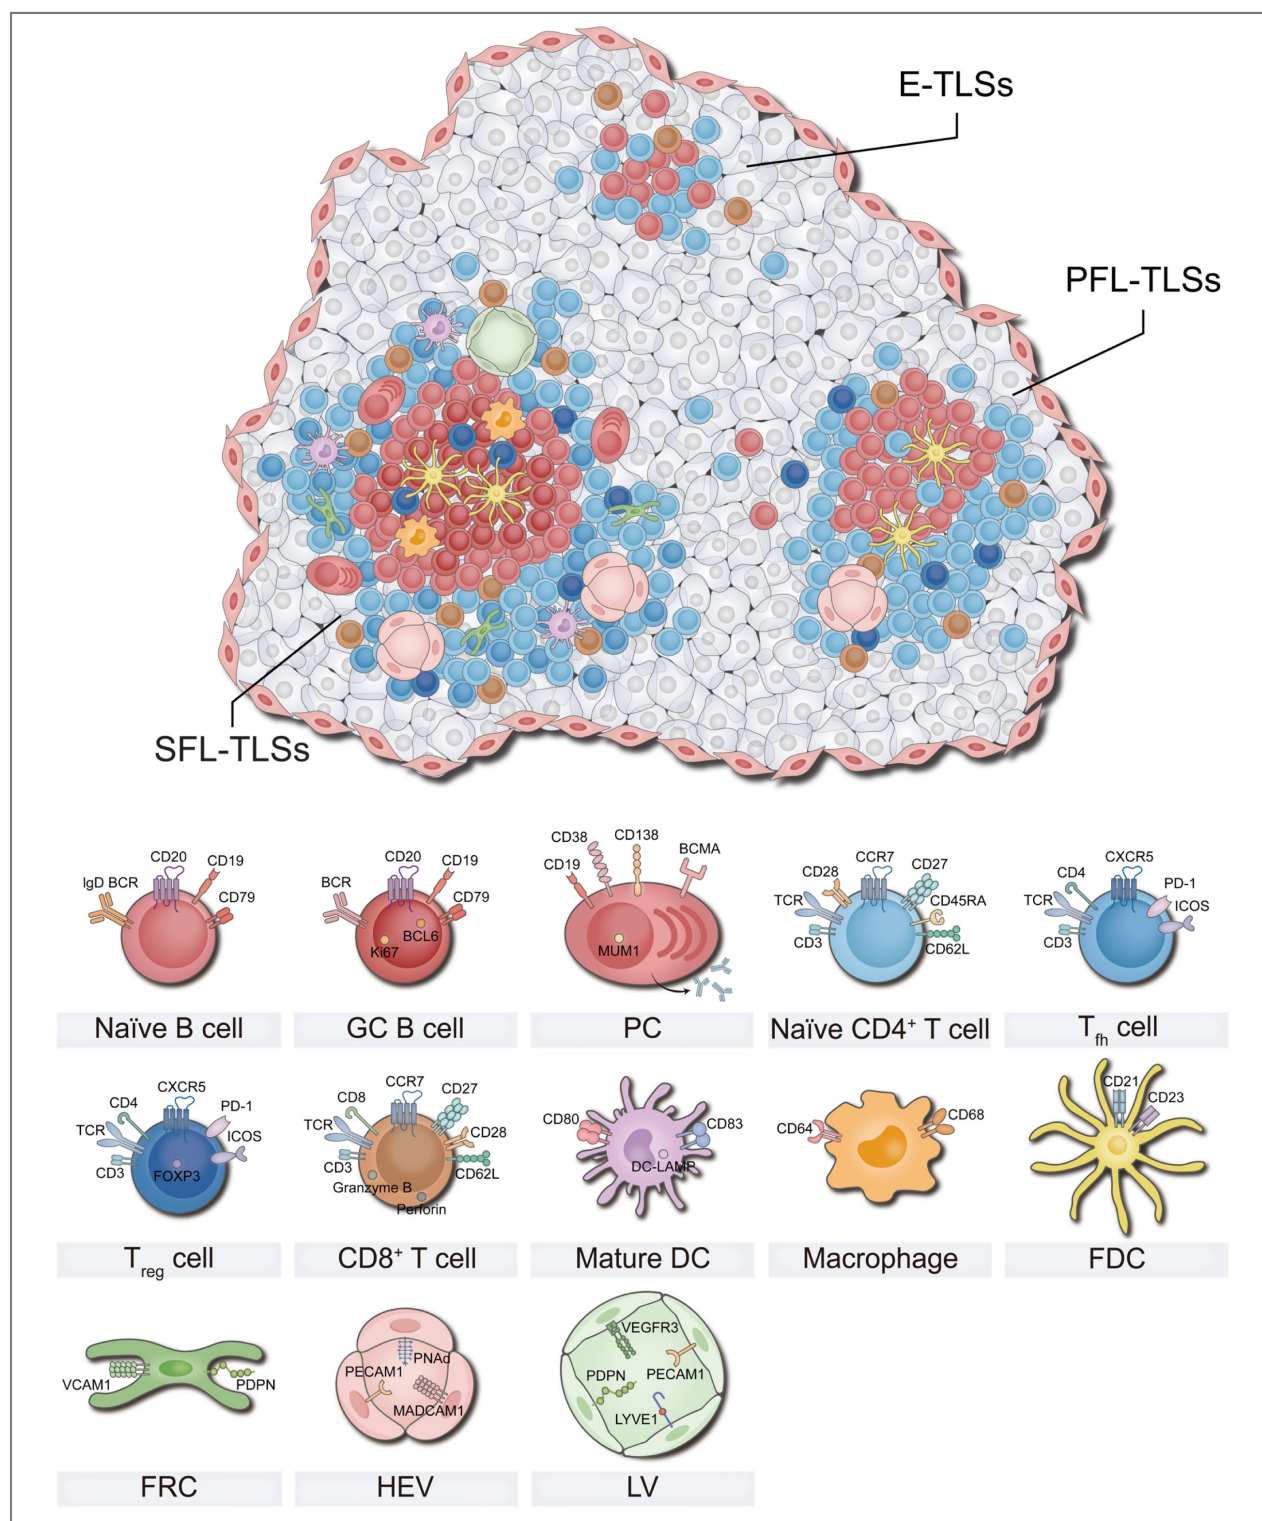 E-TLSs
PFL-TLSs
SFL-TLSs
IgD BCR
CD20
CD19
CD79
Naïve B cell
BCR
CD20
CD19
CD79
BCL6
Ki67
GC B cell
CD19
CD38
CD138
BCMA
MUM1
PC
TCR
CD28
CCR7
CD27
CD45RA
CD3
CD62L
Naïve CD4⁺ T cell
TCR
CD4
CXCR5
PD-1
ICOS
CD3
Tfh cell
TCR
CD4
CXCR5
PD-1
ICOS
CD3
FOXP3
Treg cell
TCR
CD8
CCR7
CD27
CD28
CD3
CD62L
Granzyme B
Perforin
CD8⁺ T cell
CD80
CD83
DC-LAMP
Mature DC
CD64
CD68
Macrophage
CD21
CD23
FDC
VCAM1
PDPN
FRC
PNAd
PECAM1
MADCAM1
HEV
VEGFR3
PECAM1
PDPN
LYVE1
LV